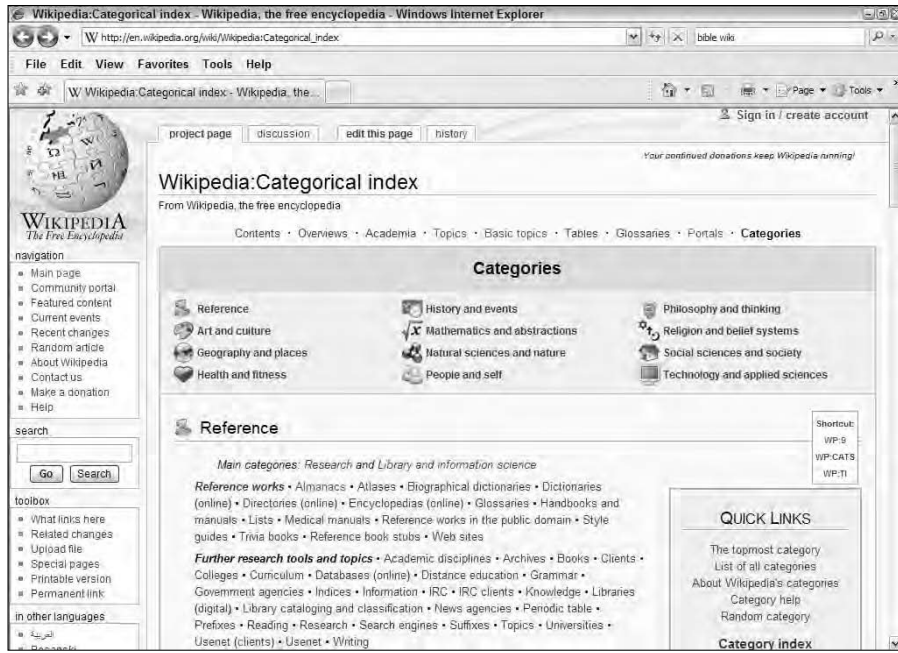 Wikipedia:Categorical index - Wikipedia, the free encyclopedia - Windows Internet Explorer
W http://en.wikipedia.org/wiki/Wikipedia:Categorical_index
bible wiki
File Edit View Favorites Tools Help
W Wikipedia:Categorical index - Wikipedia, the...
Page Tools
Sign in / create account
project page discussion edit this page history
Your continued donations keep Wikipedia running!
Wikipedia:Categorical index
From Wikipedia, the free encyclopedia
WIKIPEDIA
The Free Encyclopedia
navigation
Main page
Community portal
Featured content
Current events
Recent changes
Random article
About Wikipedia
Contact us
Make a donation
Help
search
Go Search
toolbox
What links here
Related changes
Upload file
Special pages
Printable version
Permanent link
in other languages
العربية
Contents · Overviews · Academia · Topics · Basic topics · Tables · Glossaries · Portals · Categories
Categories
Reference History and events Philosophy and thinking
Art and culture Mathematics and abstractions Religion and belief systems
Geography and places Natural sciences and nature Social sciences and society
Health and fitness People and self Technology and applied sciences
Reference
Shortcut:
WP:9
WP:CATS
WP:TI
Main categories: Research and Library and information science
Reference works • Almanacs • Atlases • Biographical dictionaries • Dictionaries
(online) • Directories (online) • Encyclopedias (online) • Glossaries • Handbooks and
manuals • Lists • Medical manuals • Reference works in the public domain • Style
guides • Trivia books • Reference book stubs • Web sites
Further research tools and topics • Academic disciplines • Archives • Books • Clients •
Colleges • Curriculum • Databases (online) • Distance education • Grammar •
Government agencies • Indices • Information • IRC • IRC clients • Knowledge • Libraries
(digital) • Library cataloging and classification • News agencies • Periodic table •
Prefixes • Reading • Research • Search engines • Suffixes • Topics • Universities •
Usenet (clients) • Usenet • Writing
QUICK LINKS
The topmost category
List of all categories
About Wikipedia's categories
Category help
Random category
Category index